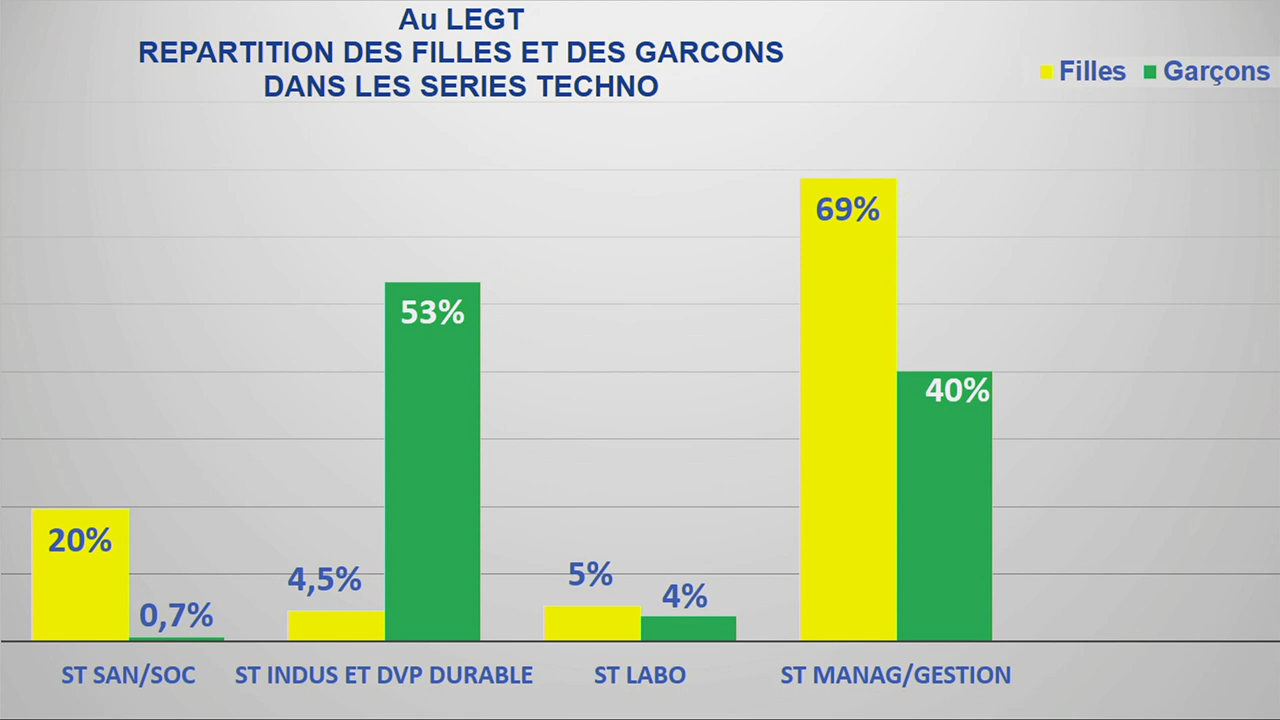 Au LEGT
REPARTITION DES FILLES ET DES GARCONS
DANS LES SERIES TECHNO
Filles Garçons
69%
53%
40%
20%
0,7%
4,5%
5%
4%
ST SAN/SOC ST INDUS ET DVP DURABLE ST LABO ST MANAG/GESTION